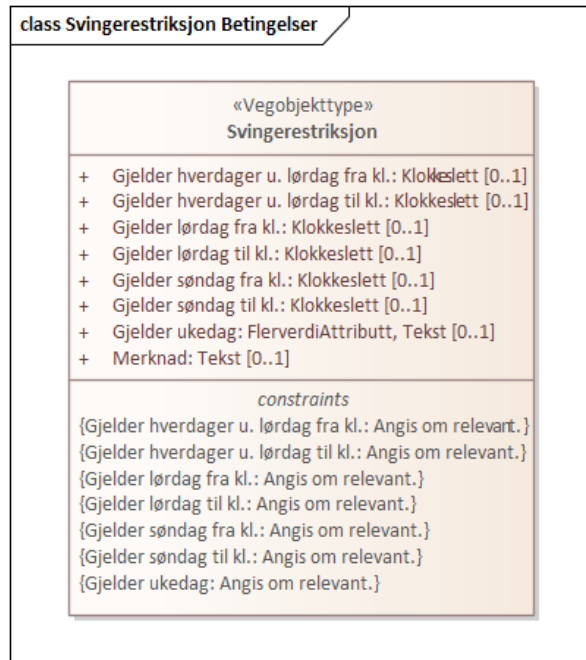 class Svingerestriksjon Betingelser
«Vegobjekttype»
Svingerestriksjon
+ Gjelder hverdager u. lørdag fra kl.: Klokkeslett [0..1]
+ Gjelder hverdager u. lørdag til kl.: Klokkeslett [0..1]
+ Gjelder lørdag fra kl.: Klokkeslett [0..1]
+ Gjelder lørdag til kl.: Klokkeslett [0..1]
+ Gjelder søndag fra kl.: Klokkeslett [0..1]
+ Gjelder søndag til kl.: Klokkeslett [0..1]
+ Gjelder ukedag: FlerverdiAttributt, Tekst [0..1]
+ Merknad: Tekst [0..1]
constraints
{Gjelder hverdager u. lørdag fra kl.: Angis om relevant.}
{Gjelder hverdager u. lørdag til kl.: Angis om relevant.}
{Gjelder lørdag fra kl.: Angis om relevant.}
{Gjelder lørdag til kl.: Angis om relevant.}
{Gjelder søndag fra kl.: Angis om relevant.}
{Gjelder søndag til kl.: Angis om relevant.}
{Gjelder ukedag: Angis om relevant.}